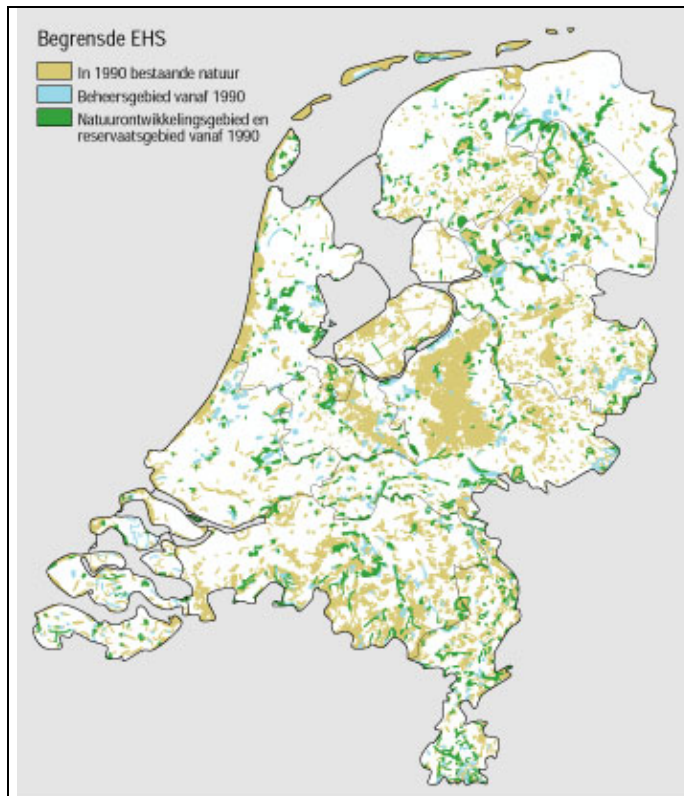 Begrensde EHS
In 1990 bestaande natuur
Beheersgebied vanaf 1990
Natuurontwikkelingsgebied en
reservaatsgebied vanaf 1990